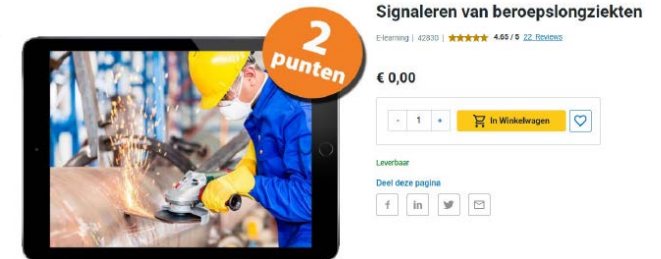 2
punten
Signaleren van beroepslongziekten
E-learning | 42830 | 4.65 / 5 22 Reviews
€ 0,00
- 1 + In Winkelwagen
Leverbaar
Deel deze pagina
f in